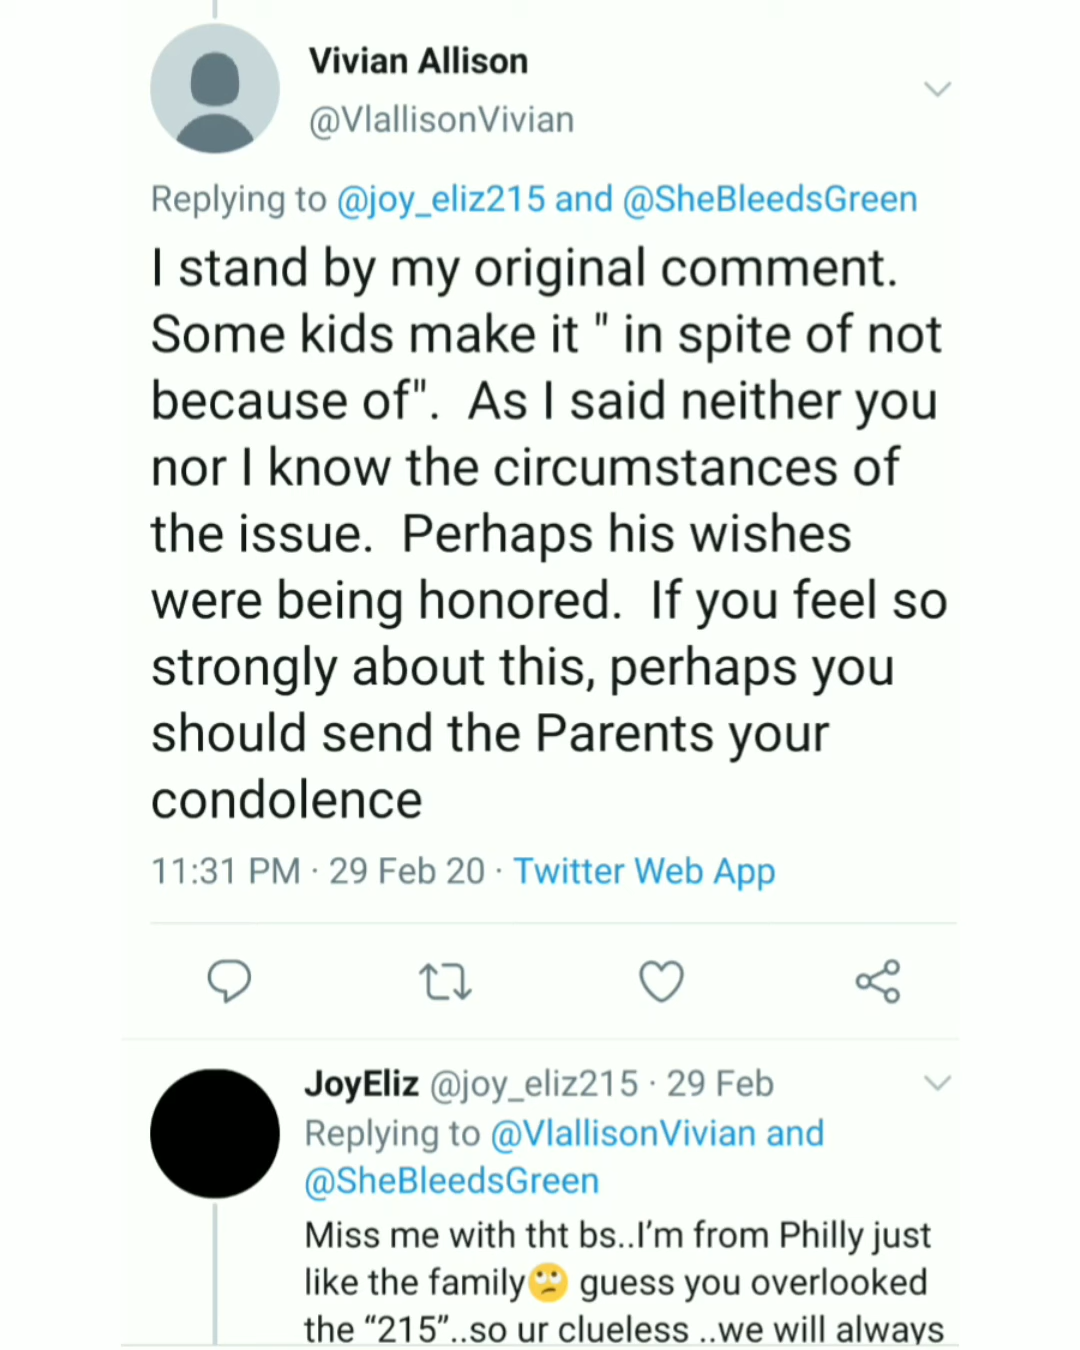 Vivian Allison
@VlallisonVivian
Replying to @joy_eliz215 and @SheBleedsGreen
I stand by my original comment.
Some kids make it " in spite of not
because of".  As I said neither you
nor I know the circumstances of
the issue.  Perhaps his wishes
were being honored.  If you feel so
strongly about this, perhaps you
should send the Parents your
condolence
11:31 PM · 29 Feb 20 · Twitter Web App
JoyEliz @joy_eliz215 · 29 Feb
Replying to @VlallisonVivian and
@SheBleedsGreen
Miss me with tht bs..I’m from Philly just
like the family🙄 guess you overlooked
the “215”..so ur clueless ..we will always